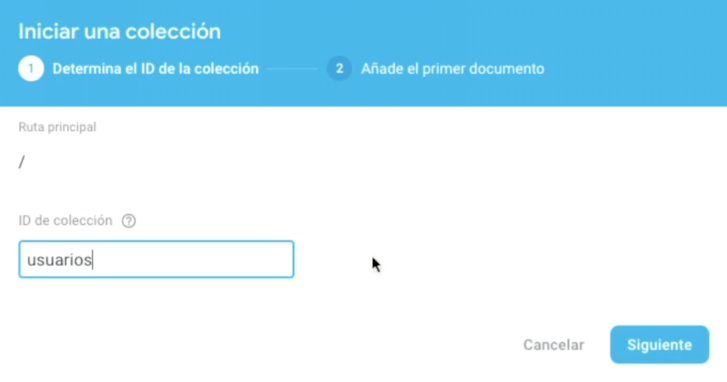 Iniciar una colección
1 Determina el ID de la colección 2 Añade el primer documento
Ruta principal
/
ID de colección ?
usuarios
Cancelar Siguiente